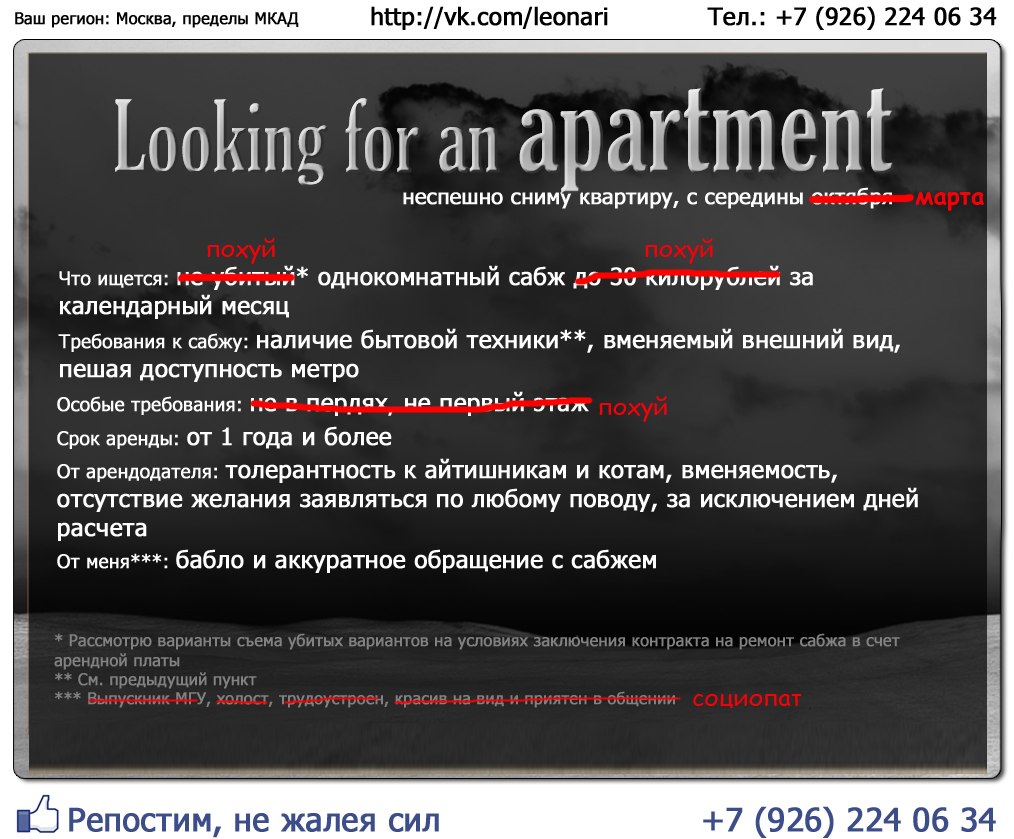 Ваш регион: Москва, пределы МКАД http://vk.com/leonari Тел.: +7 (926) 224 06 34
Looking for an apartment
неспешно сниму квартиру, с середины октября марта
похуй похуй
Что ищется: не убитый* однокомнатный сабж до 30 килорублей за
календарный месяц
Требования к сабжу: наличие бытовой техники**, вменяемый внешний вид,
пешая доступность метро
Особые требования: не в пердях, не первый этаж похуй
Срок аренды: от 1 года и более
От арендодателя: толерантность к айтишникам и котам, вменяемость,
отсутствие желания заявляться по любому поводу, за исключением дней
расчета
От меня***: бабло и аккуратное обращение с сабжем
* Рассмотрю варианты съема убитых вариантов на условиях заключения контракта на ремонт сабжа в счет
арендной платы
** См. предыдущий пункт
*** Выпускник МГУ, холост, трудоустроен, красив на вид и приятен в общении социопат
Репостим, не жалея сил +7 (926) 224 06 34